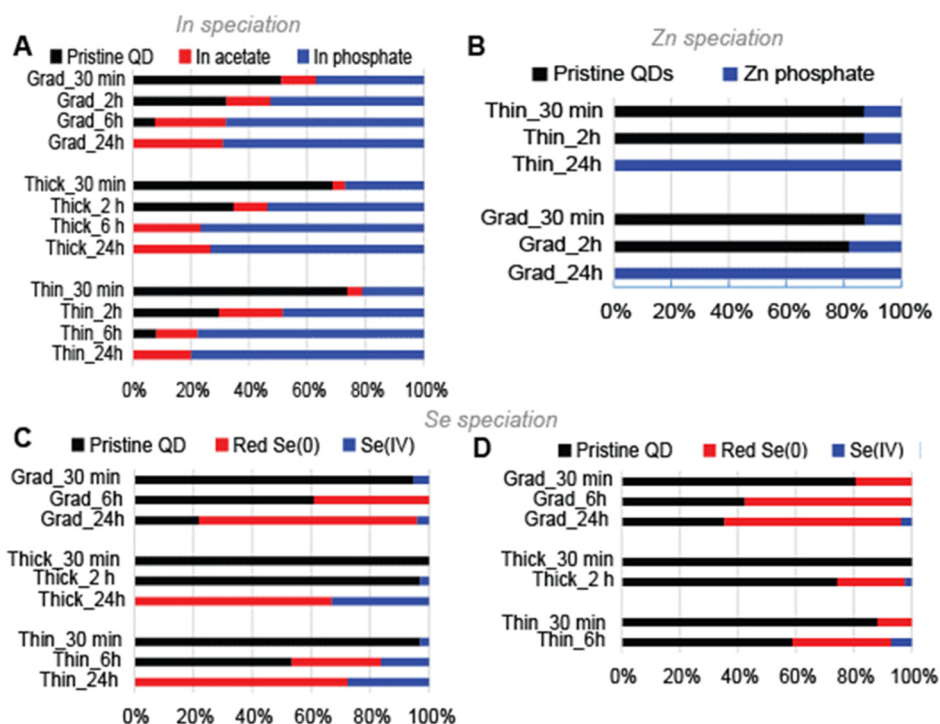 In speciation
A
Pristine QD In acetate In phosphate
Grad_30 min
Grad_2h
Grad_6h
Grad_24h
Thick_30 min
Thick_2 h
Thick_6 h
Thick_24h
Thin_30 min
Thin_2h
Thin_6h
Thin_24h
0% 20% 40% 60% 80% 100%
B
Zn speciation
Pristine QDs Zn phosphate
Thin_30 min
Thin_2h
Thin_24h
Grad_30 min
Grad_2h
Grad_24h
0% 20% 40% 60% 80% 100%
Se speciation
C
Pristine QD Red Se(0) Se(IV)
Grad_30 min
Grad_6h
Grad_24h
Thick_30 min
Thick_2 h
Thick_24h
Thin_30 min
Thin_6h
Thin_24h
0% 20% 40% 60% 80% 100%
D
Pristine QD Red Se(0) Se(IV)
Grad_30 min
Grad_6h
Grad_24h
Thick_30 min
Thick_2 h
Thin_30 min
Thin_6h
0% 20% 40% 60% 80% 100%